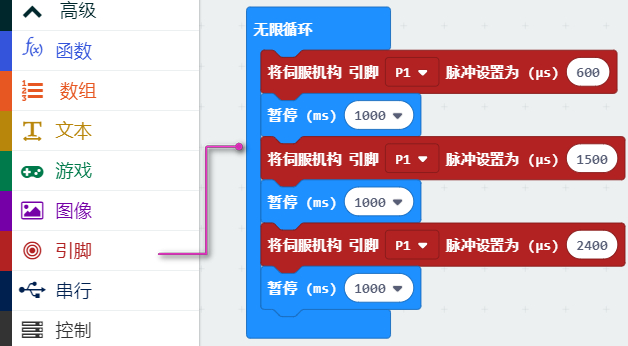 高级
f(x) 函数
1 2 3 数组
T 文本
游戏
图像
引脚
串行
控制
无限循环
将伺服机构 引脚 P1 脉冲设置为 (μs) 600
暂停 (ms) 1000
将伺服机构 引脚 P1 脉冲设置为 (μs) 1500
暂停 (ms) 1000
将伺服机构 引脚 P1 脉冲设置为 (μs) 2400
暂停 (ms) 1000